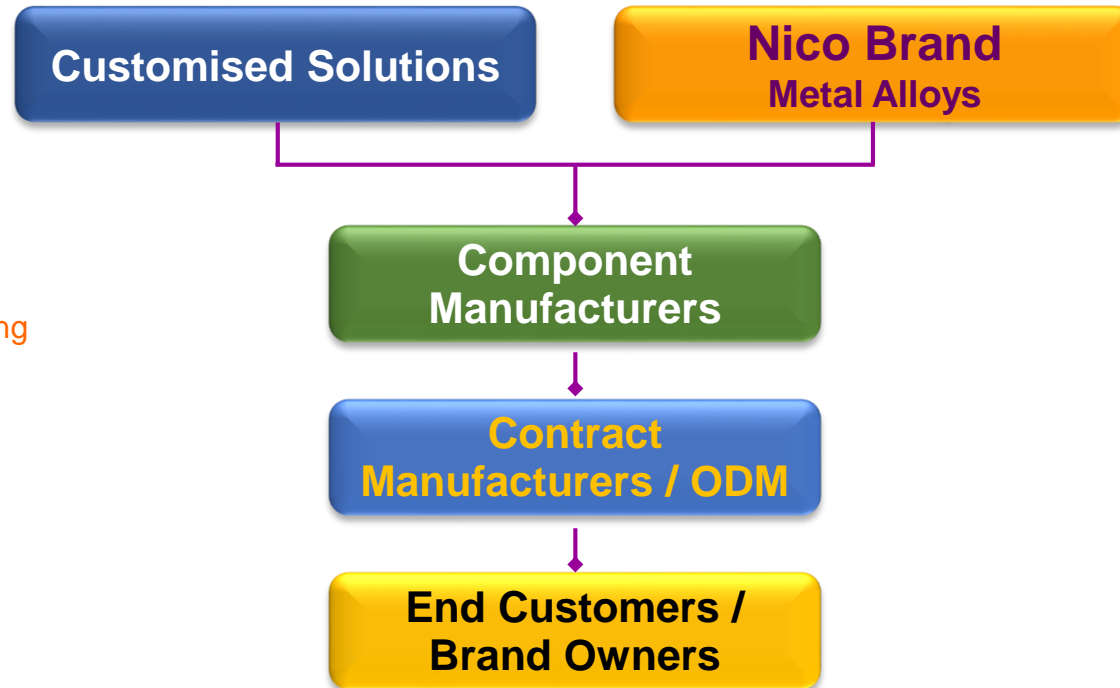 Customised Solutions
Nico Brand
Metal Alloys
Component
Manufacturers
ng
Contract
Manufacturers / ODM
End Customers /
Brand Owners